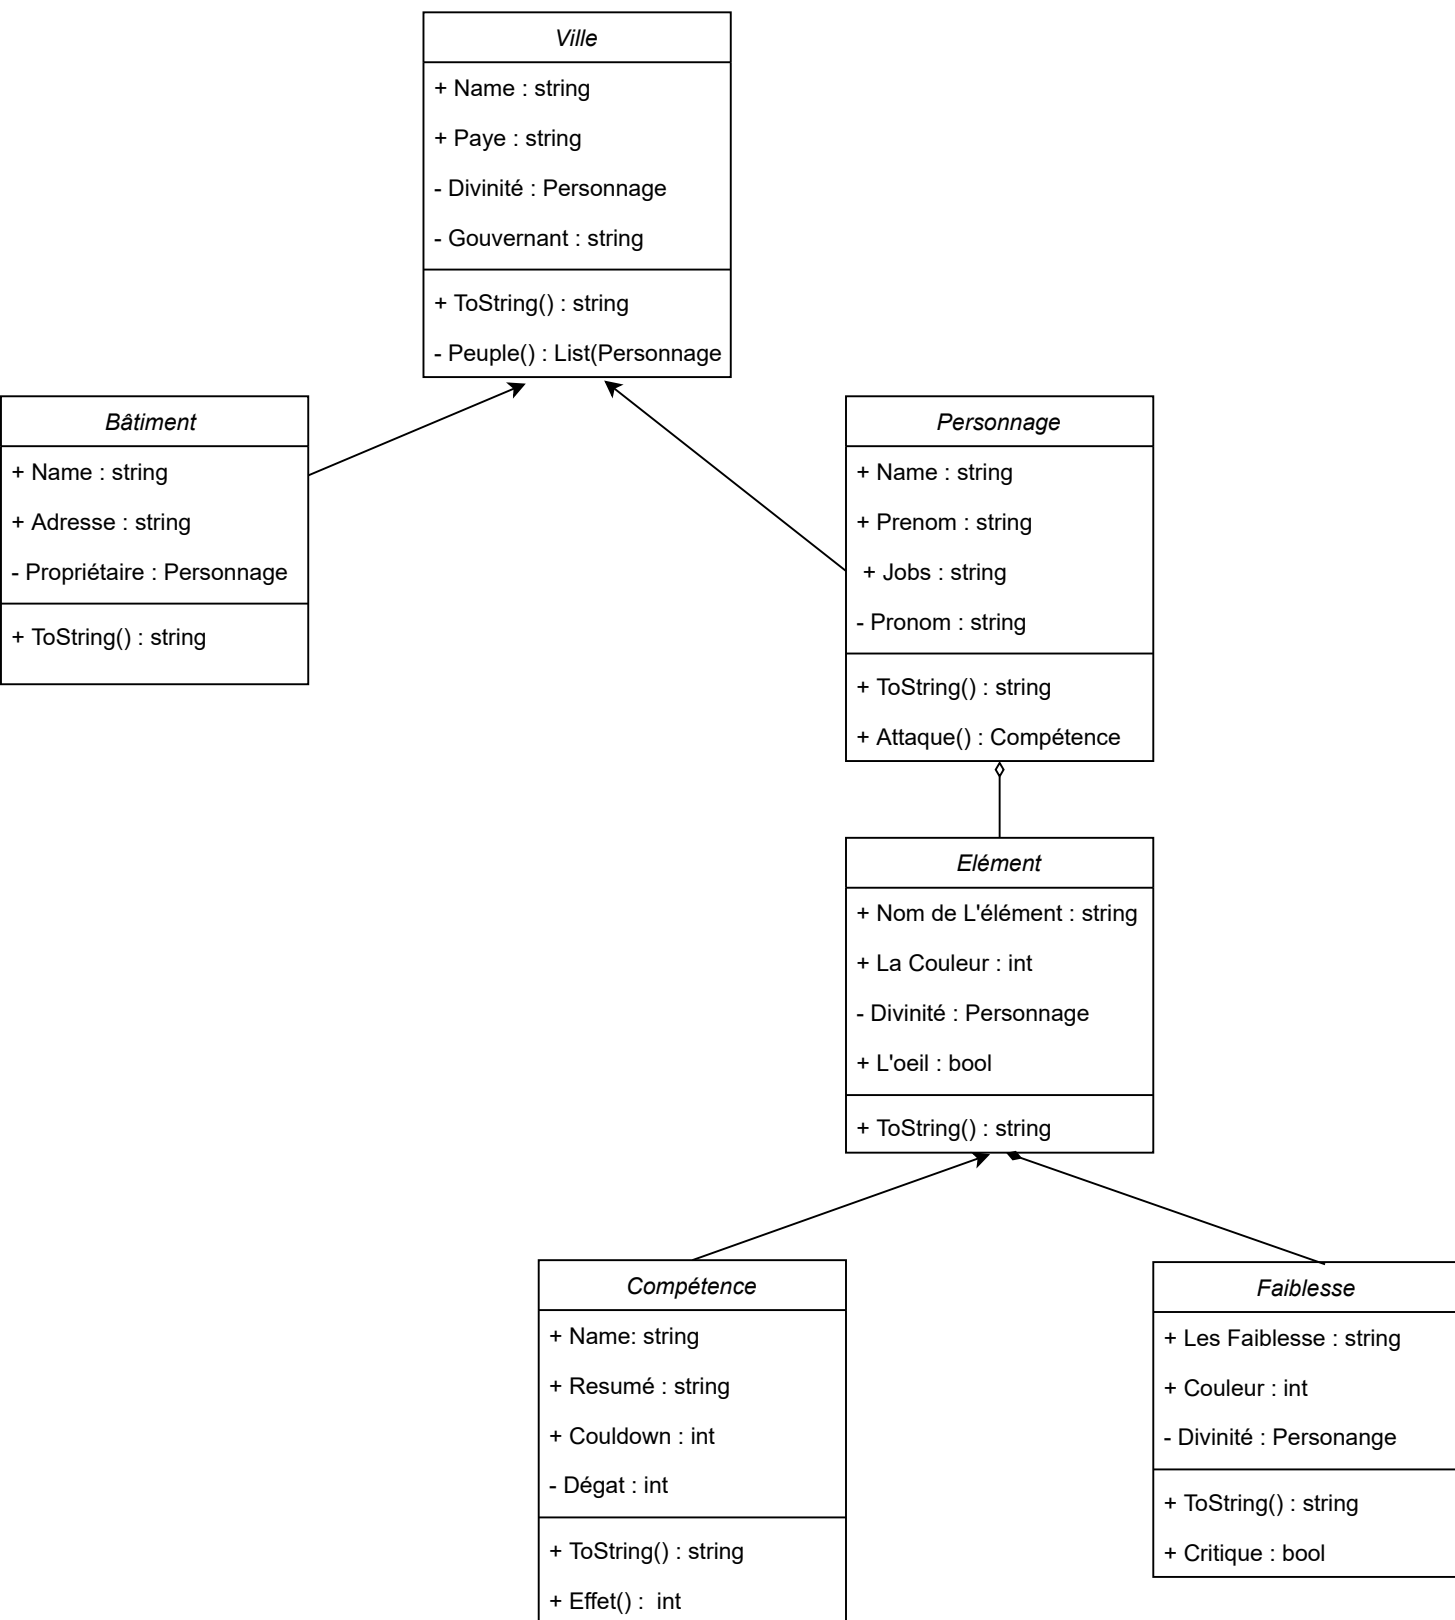 Ville
+ Name : string
+ Paye : string
- Divinité : Personnage
- Gouvernant : string
+ ToString() : string
- Peuple() : List(Personnage
Bâtiment
+ Name : string
+ Adresse : string
- Propriétaire : Personnage
+ ToString() : string
Personnage
+ Name : string
+ Prenom : string
+ Jobs : string
- Pronom : string
+ ToString() : string
+ Attaque() : Compétence
Elément
+ Nom de L'élément : string
+ La Couleur : int
- Divinité : Personnage
+ L'oeil : bool
+ ToString() : string
Compétence
+ Name: string
+ Resumé : string
+ Couldown : int
- Dégat : int
+ ToString() : string
+ Effet() :  int
Faiblesse
+ Les Faiblesse : string
+ Couleur : int
- Divinité : Personange
+ ToString() : string
+ Critique : bool